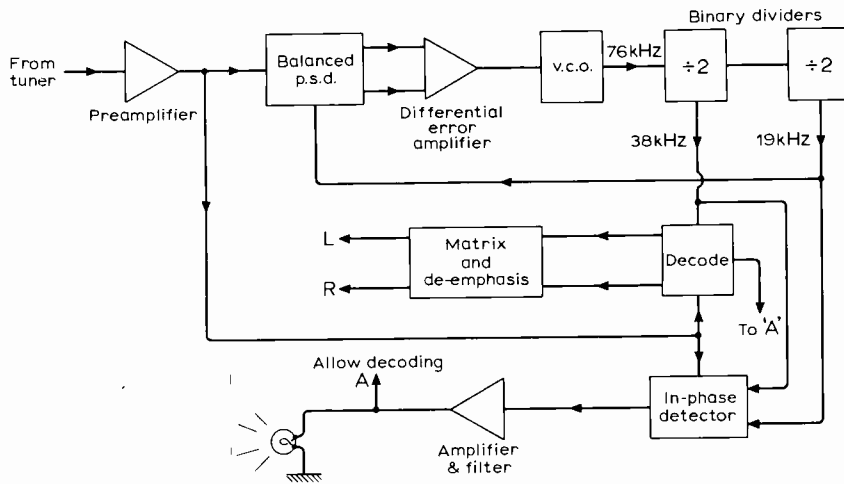 Binary dividers
From
tuner
Preamplifier
Balanced
p.s.d.
Differential
error
amplifier
v.c.o.
76kHz
÷2
÷2
38kHz
19kHz
L
R
Matrix
and
de-emphasis
Decode
To 'A'
Allow decoding
A
In-phase
detector
Amplifier
& filter